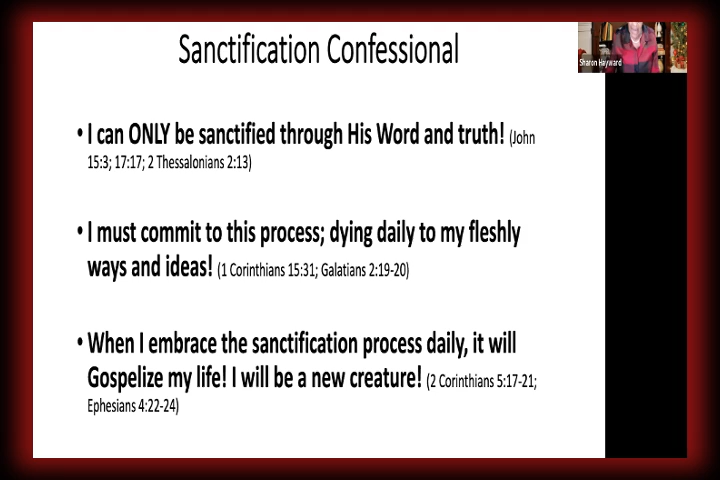 Sanctification Confessional
Sharon Hayward
• I can ONLY be sanctified through His Word and truth! (John
15:3; 17:17; 2 Thessalonians 2:13)
• I must commit to this process; dying daily to my fleshly
ways and ideas! (1 Corinthians 15:31; Galatians 2:19-20)
• When I embrace the sanctification process daily, it will
Gospelize my life! I will be a new creature! (2 Corinthians 5:17-21;
Ephesians 4:22-24)